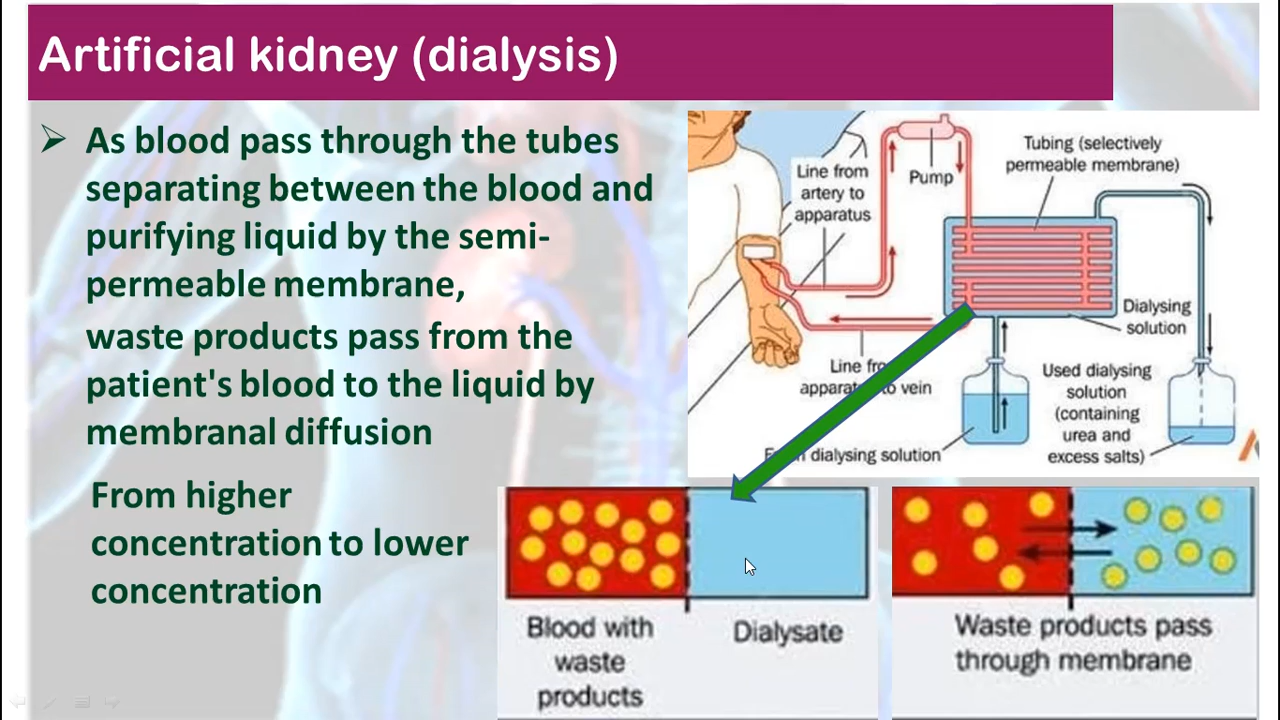 Artificial kidney (dialysis)
As blood pass through the tubes
separating between the blood and
purifying liquid by the semi-
permeable membrane,
waste products pass from the
patient's blood to the liquid by
membranal diffusion
From higher
concentration to lower
concentration
Line from
artery to
apparatus
Pump
Tubing (selectively
permeable membrane)
Dialysing
solution
Line
to vein
dialysing solution
Used dialysing
solution
(containing
urea and
excess salts)
Blood with
waste
products
Dialysate
Waste products pass
through membrane